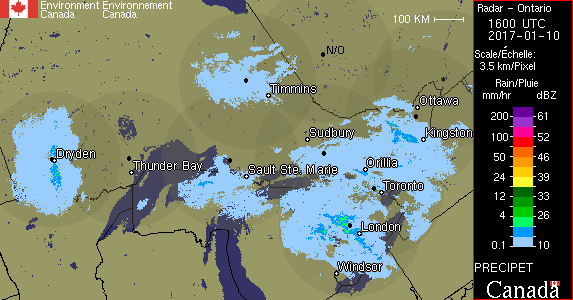 Environment Environnement
Canada Canada
100 KM
N/O
Timmins
Ottawa
Sudbury
Kingston
Dryden
Thunder Bay
Sault Ste. Marie
Orillia
Toronto
London
Windsor
Radar - Ontario
1600 UTC
2017-01-10
Scale/Échelle:
3.5 km/Pixel
Rain/Pluie
mm/hr dBZ
200 61
100 52
50 46
24 39
12 33
4 26
0.1 10
PRECIPET
Canada